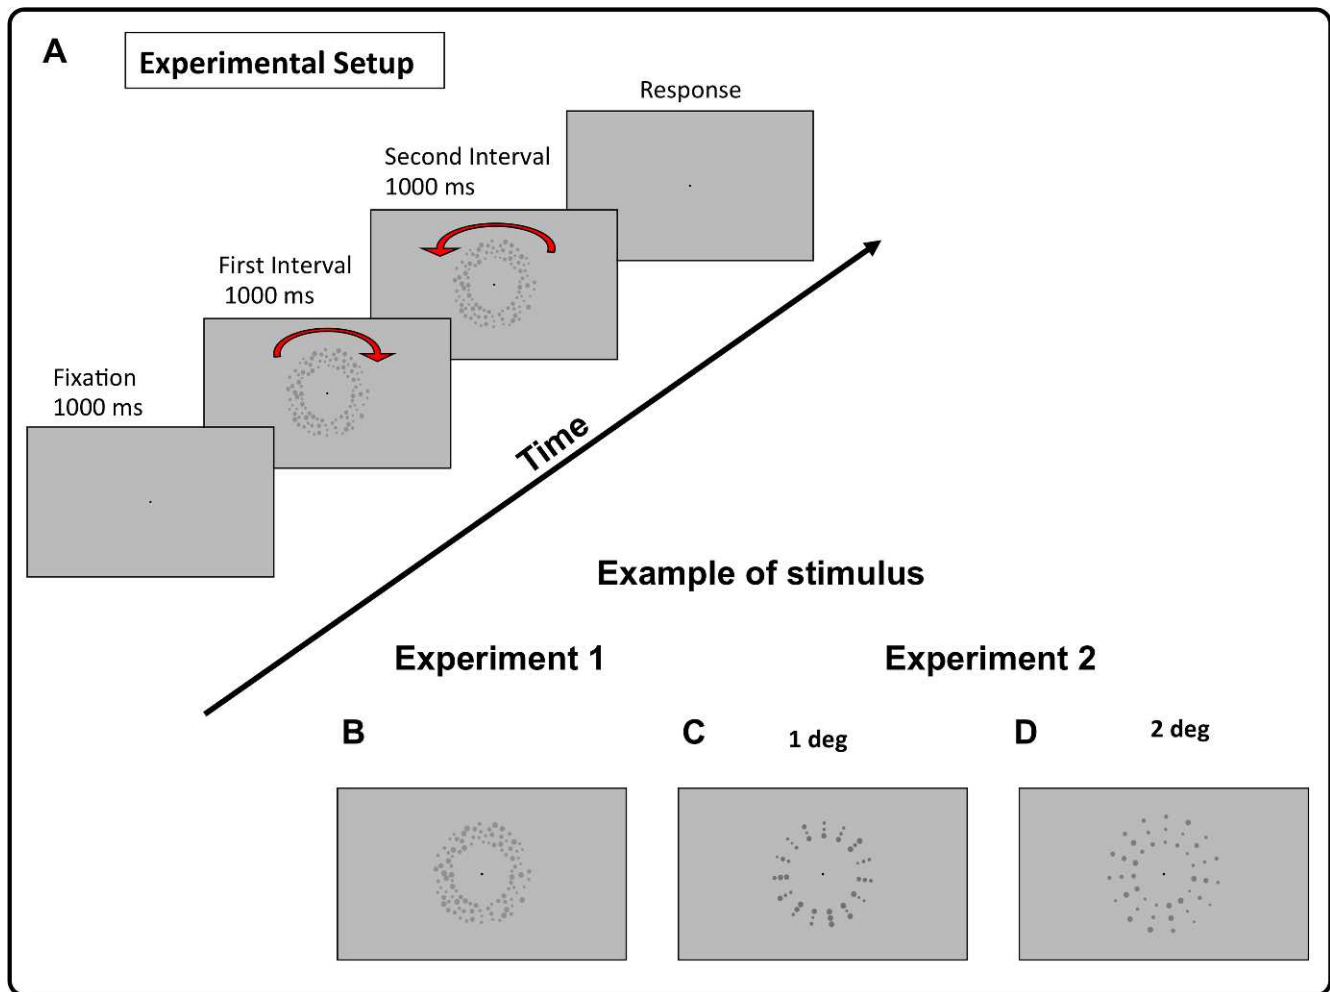 A
Experimental Setup
Response
Second Interval
1000 ms
First Interval
1000 ms
Fixation
1000 ms
Time
Example of stimulus
Experiment 1
Experiment 2
B
C
1 deg
D
2 deg